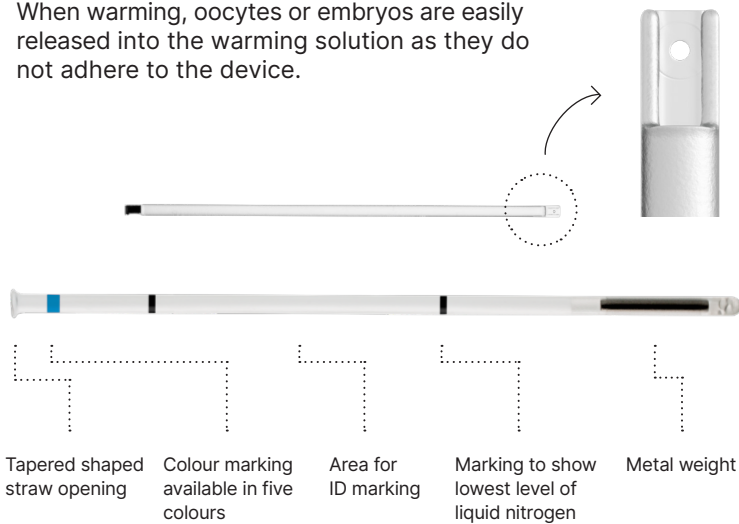 When warming, oocytes or embryos are easily
released into the warming solution as they do
not adhere to the device.
Tapered shaped
straw opening
Colour marking
available in five
colours
Area for
ID marking
Marking to show
lowest level of
liquid nitrogen
Metal weight